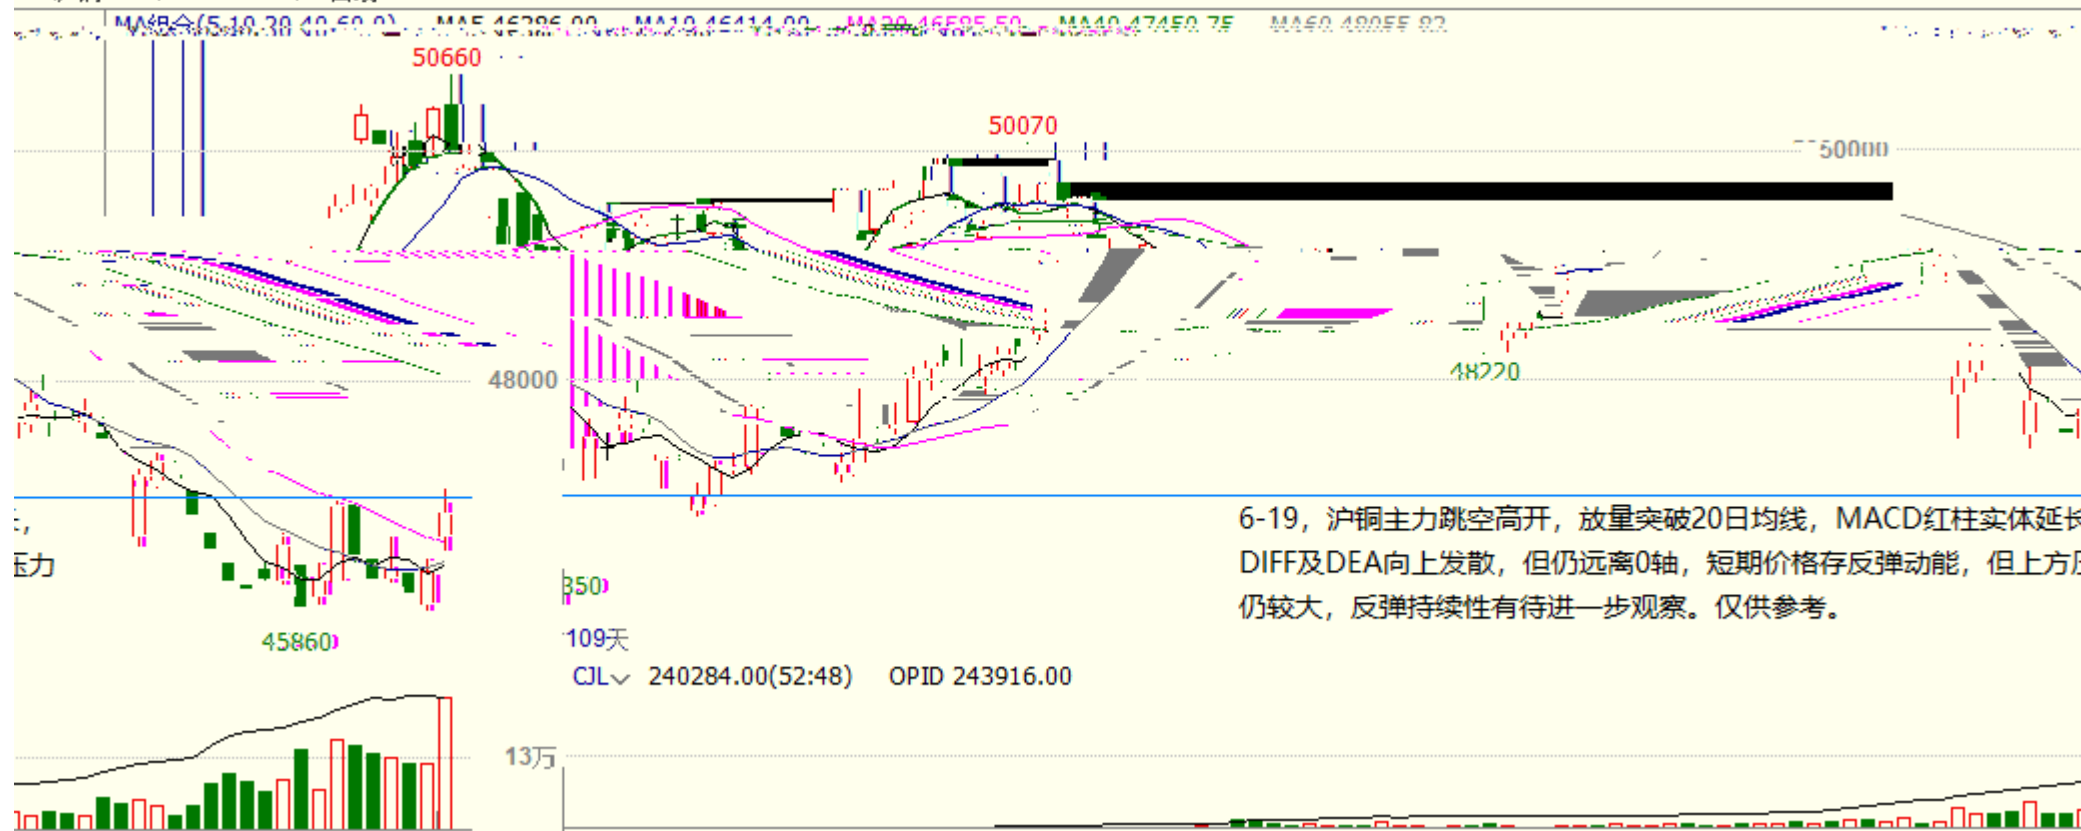 50660
50070
50000
48000
48220
6-19，沪铜主力跳空高开，放量突破20日均线，MACD红柱实体延长
DIFF及DEA向上发散，但仍远离0轴，短期价格存反弹动能，但上方压
仍较大，反弹持续性有待进一步观察。仅供参考。
压力
350
45860
109天
CJL 240284.00(52:48) OPID 243916.00
13万